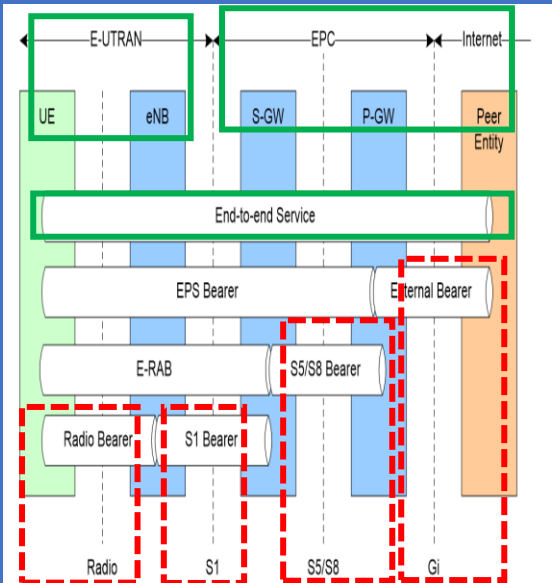 E-UTRAN EPC Internet
UE eNB S-GW P-GW Peer
Entity
End-to-end Service
EPS Bearer External Bearer
E-RAB S5/S8 Bearer
Radio Bearer S1 Bearer
Radio S1 S5/S8 Gi